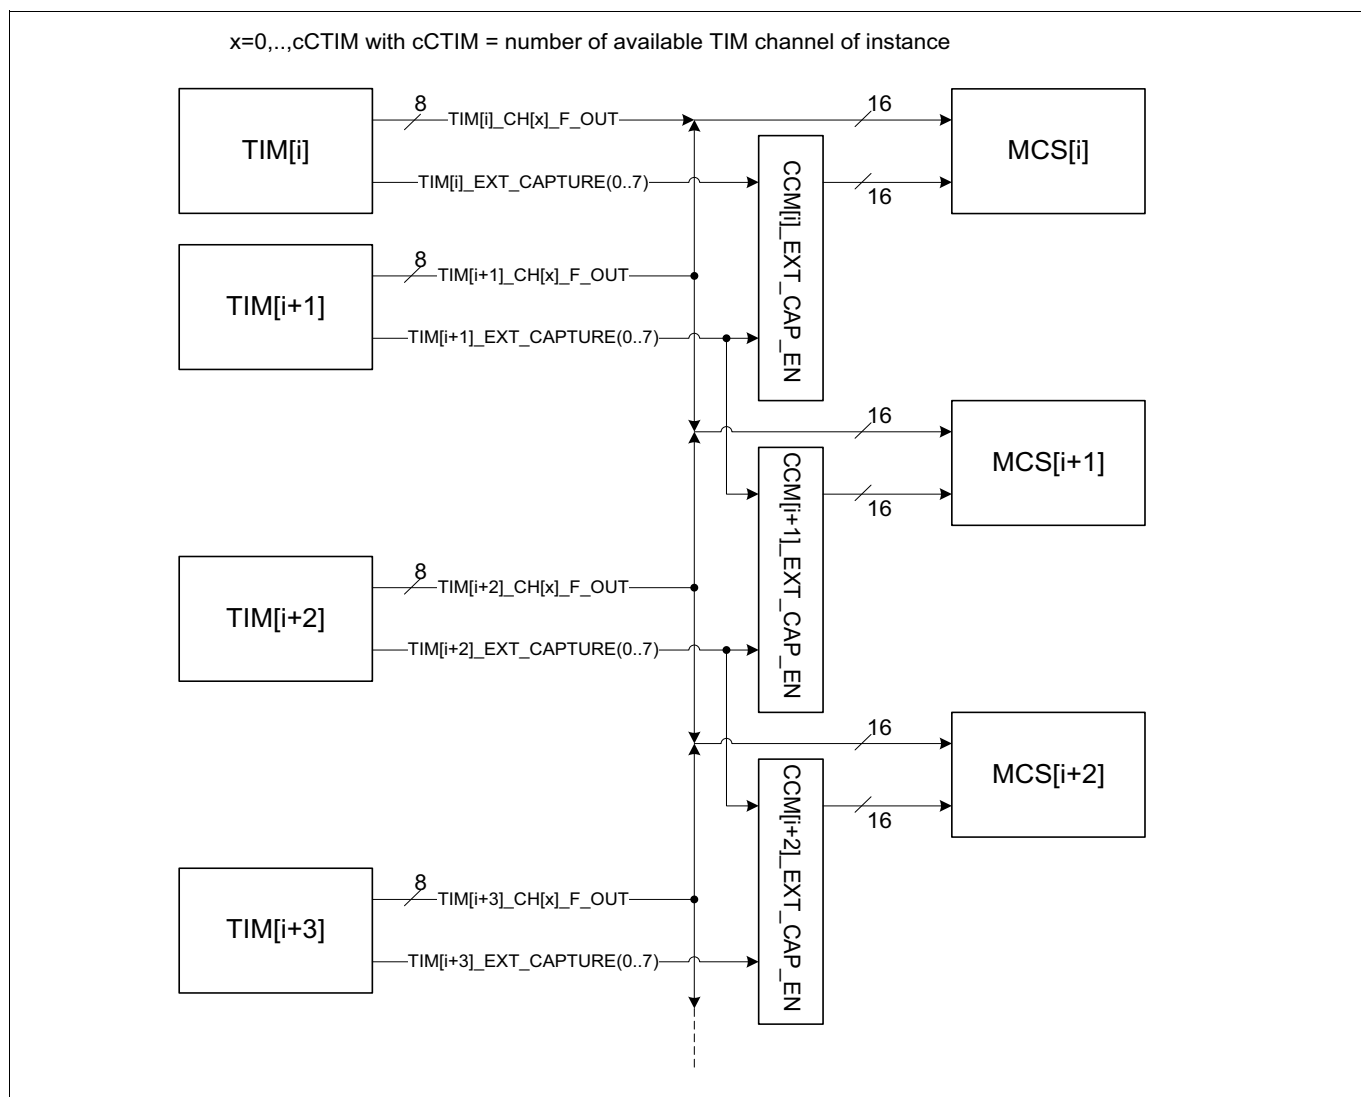 x=0,..,cCTIM with cCTIM = number of available TIM channel of instance
TIM[i]
8
TIM[i]_CH[x]_F_OUT
TIM[i]_EXT_CAPTURE(0..7)
CCM[i]_EXT_CAP_EN
16
16
MCS[i]
TIM[i+1]
8
TIM[i+1]_CH[x]_F_OUT
TIM[i+1]_EXT_CAPTURE(0..7)
16
16
MCS[i+1]
CCM[i+1]_EXT_CAP_EN
TIM[i+2]
8
TIM[i+2]_CH[x]_F_OUT
TIM[i+2]_EXT_CAPTURE(0..7)
16
16
MCS[i+2]
CCM[i+2]_EXT_CAP_EN
TIM[i+3]
8
TIM[i+3]_CH[x]_F_OUT
TIM[i+3]_EXT_CAPTURE(0..7)